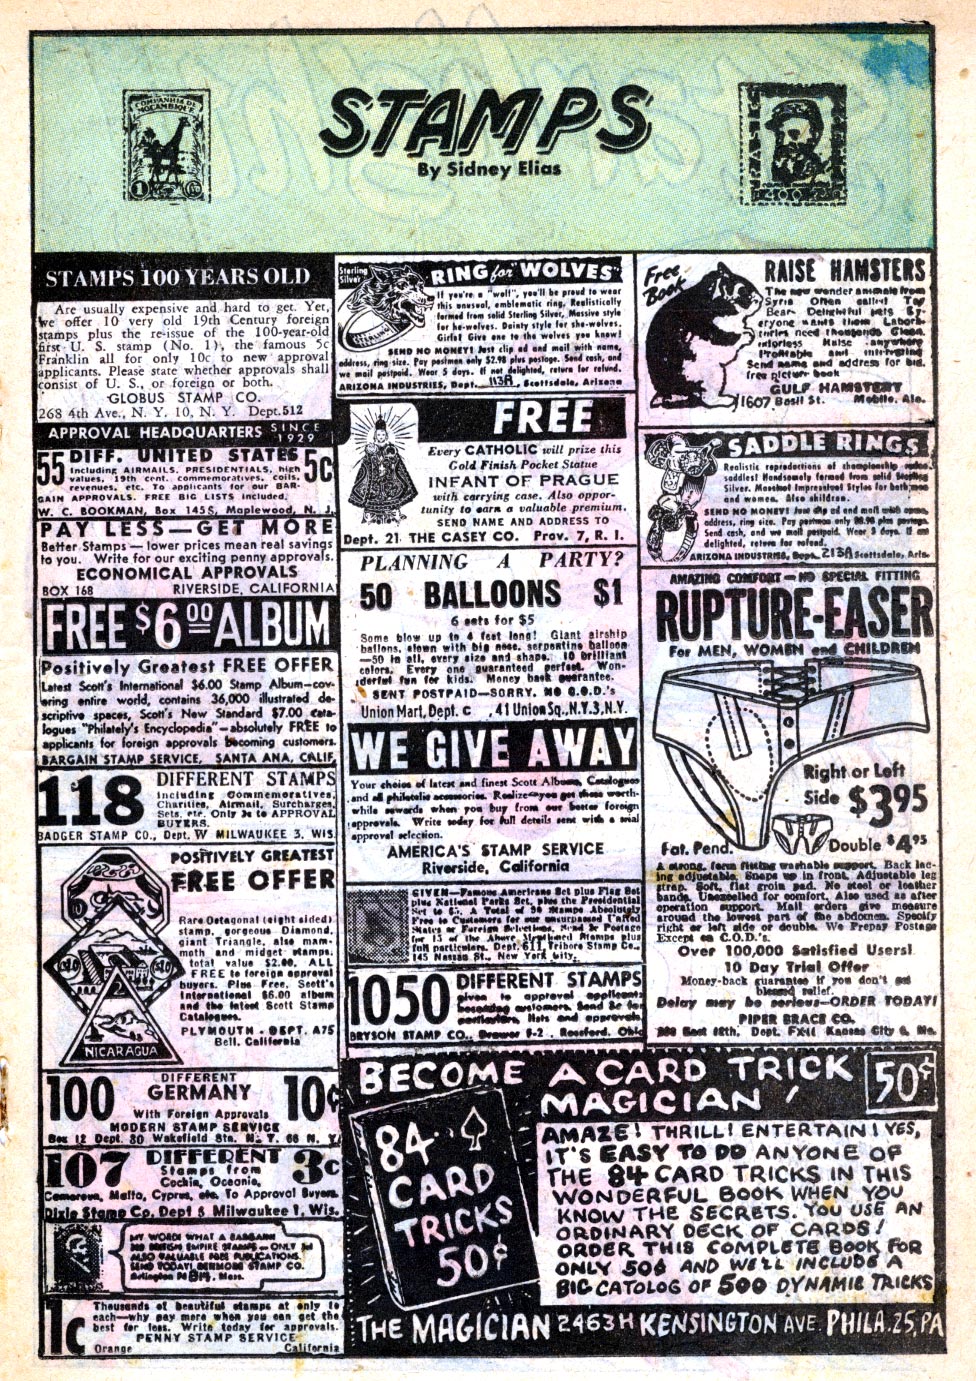 COMPANHIA DE
MOÇAMBIQUE
STAMPS
By Sidney Elias
STAMPS 100 YEARS OLD
Are usually expensive and hard to get. Yet,
we offer 10 very old 19th Century foreign
stamps plus the re-issue of the 100-year-old
first U. S. stamp (No. 1), the famous 5c
Franklin all for only 10c to new approval
applicants. Please state whether approvals shall
consist of U. S., or foreign or both.
GLOBUS STAMP CO.
268 4th Ave., N. Y. 10, N. Y. Dept. 512
APPROVAL HEADQUARTERS SINCE 1929
55 DIFF. UNITED STATES 5¢
Including AIRMAILS, PRESIDENTIALS, high
values, 19th cent. commemoratives, coils,
revenues, etc. To applicants for our BAR-
GAIN APPROVALS. FREE BIG LISTS included.
W. C. BOOKMAN, Box 145S, Maplewood, N. J.
PAY LESS—GET MORE
Better Stamps — lower prices mean real savings
to you. Write for our exciting penny approvals.
ECONOMICAL APPROVALS
BOX 168 RIVERSIDE, CALIFORNIA
FREE $6.00 ALBUM
Positively Greatest FREE OFFER
Latest Scott's International $6.00 Stamp Album—cov-
ering entire world, contains 36,000 illustrated de-
scriptive spaces, Scott's New Standard $7.00 Cata-
logues "Philately's Encyclopedia"—absolutely FREE to
applicants for foreign approvals becoming customers.
BARGAIN STAMP SERVICE, SANTA ANA, CALIF.
118 DIFFERENT STAMPS
Including Commemoratives,
Charities, Airmail, Surcharges,
Sets, etc. Only 3c to APPROVAL
BUYERS.
BADGER STAMP CO., Dept. W MILWAUKEE 3, WIS.
POSITIVELY GREATEST
FREE OFFER
Rare Octagonal (eight sided)
stamp, gorgeous Diamond,
giant Triangle, also mam-
moth and midget stamps,
total value $2.00. ALL
FREE to foreign approval
buyers. Plus Free, Scott's
International $6.00 album
and the latest Scott Stamp
Catalogues.
PLYMOUTH - DEPT. A75
Bell, California
NICARAGUA
100 DIFFERENT
GERMANY 10¢
With Foreign Approvals
MODERN STAMP SERVICE
Box 12 Dept. 80 Wakefield Sta. N. Y. 66 N. Y.
107 DIFFERENT 3¢
Stamps from
Cochin, Oceania,
Cameroun, Malta, Cyprus, etc. To Approval Buyers.
Dixie Stamp Co, Dept 5 Milwaukee 1, Wis.
MY WORD! WHAT A BARGAIN!
BRITISH EMPIRE STAMPS—ONLY
ALSO VALUABLE FREE PUBLICATIONS.
SEND TODAY! STAMP CO.
Arlington Mass.
1c Thousands of beautiful stamps at only 1c
each—why pay more when you can get the
best for less. Write today for approvals.
PENNY STAMP SERVICE
Orange California
Sterling
Silver
RING for "WOLVES"
If you're a "wolf", you'll be proud to wear
this unusual, emblematic ring. Realistically
formed from solid Sterling Silver. Massive style
for he-wolves. Dainty style for she-wolves.
Girls! Give one to the wolves you know!
SEND NO MONEY! Just clip ad and mail with name,
address, ring size. Pay postman only $2.98 plus postage. Send cash, and
we mail postpaid. Wear 5 days. If not delighted, return for refund.
ARIZONA INDUSTRIES, Dept. 113A, Scottsdale, Arizona
FREE
Every CATHOLIC will prize this
Gold Finish Pocket Statue
INFANT OF PRAGUE
with carrying case. Also oppor-
tunity to earn a valuable premium.
SEND NAME AND ADDRESS TO
Dept. 21 THE CASEY CO. Prov. 7, R. I.
PLANNING A PARTY?
50 BALLOONS $1
6 sets for $5
Some blow up to 4 feet long! Giant airship
ballons, clown with big nose, serpentine balloon
—50 in all, every size and shape. 10 brilliant
colors. Every one guaranteed perfect. Won-
derful fun for kids. Money back guarantee.
SENT POSTPAID—SORRY. NO C.O.D.'s
Union Mart, Dept. C , 41 Union Sq., N.Y. 3, N.Y.
WE GIVE AWAY
Your choice of latest and finest Scott Albums, Catalogues
and all philatelic accessories. Realize—you get these worth-
while rewards when you buy from our better foreign
approvals. Write today for full details sent with a trial
approval selection.
AMERICA'S STAMP SERVICE
Riverside, California
GIVEN—Famous Americans Set plus Flag Set
plus National Parks Set, plus the Presidential
Set to $5. A Total of Stamps Absolutely
Free to Customers for our unsurpassed United
States or Foreign Selections. Send 3c Postage
for 13 of the Above Mentioned Stamps plus
full particulars. Dept. 611, Tribore Stamp Co.,
145 Nassau St., New York City.
1050 DIFFERENT STAMPS
given to approval applicants
becoming customers. Send 3c for
particulars, lists and approvals.
BRYSON STAMP CO., Drawer B-2, Rossford, Ohio
Free
Book
RAISE HAMSTERS
The new wonder animals from
Syria Often called Toy
Bear. Delightful pets Ev-
eryone wants them Labora-
tories need thousands Clean
odorless Raise anywhere
Profitable and interesting
Send name and address for big,
free picture book
GULF HAMSTERY
1607 Basil St. Mobile, Ala.
SADDLE RINGS
Realistic reproductions of championship rodeo
saddles! Handsomely formed from solid Sterling
Silver. Massive! Impressive! Styles for both men
and women. Also children.
SEND NO MONEY! Just clip ad and mail with name,
address, ring size. Pay postman only $8.98 plus postage.
Send cash, and we mail postpaid. Wear 5 days. If not
delighted, return for refund.
ARIZONA INDUSTRIES, Dept. 213A Scottsdale, Ariz.
AMAZING COMFORT—NO SPECIAL FITTING
RUPTURE-EASER
For MEN, WOMEN and CHILDREN
Right or Left
Side $3.95
Double $4.95
Pat. Pend.
A strong, form fitting washable support. Back lac-
ing adjustable. Snaps up in front. Adjustable leg
strap. Soft, flat groin pad. No steel or leather
bands. Unexcelled for comfort. Also used as after
operation support. Mail orders give measure
around the lowest part of the abdomen. Specify
right or left side or double. We Prepay Postage
Except on C.O.D.'s.
Over 100,000 Satisfied Users!
10 Day Trial Offer
Money-back guarantee if you don't get
blessed relief.
Delay may be serious—ORDER TODAY!
PIPER BRACE CO.
East 12th, Dept. FX41 Kansas City 6, Mo.
BECOME A CARD TRICK
MAGICIAN! 50¢
84
CARD
TRICKS
50¢
AMAZE! THRILL! ENTERTAIN! YES,
IT'S EASY TO DO ANYONE OF
THE 84 CARD TRICKS IN THIS
WONDERFUL BOOK WHEN YOU
KNOW THE SECRETS. YOU USE AN
ORDINARY DECK OF CARDS!
ORDER THIS COMPLETE BOOK FOR
ONLY 50¢ AND WE'LL INCLUDE A
BIG CATOLOG OF 500 DYNAMIC TRICKS
THE MAGICIAN 2463H KENSINGTON AVE. PHILA. 25, PA